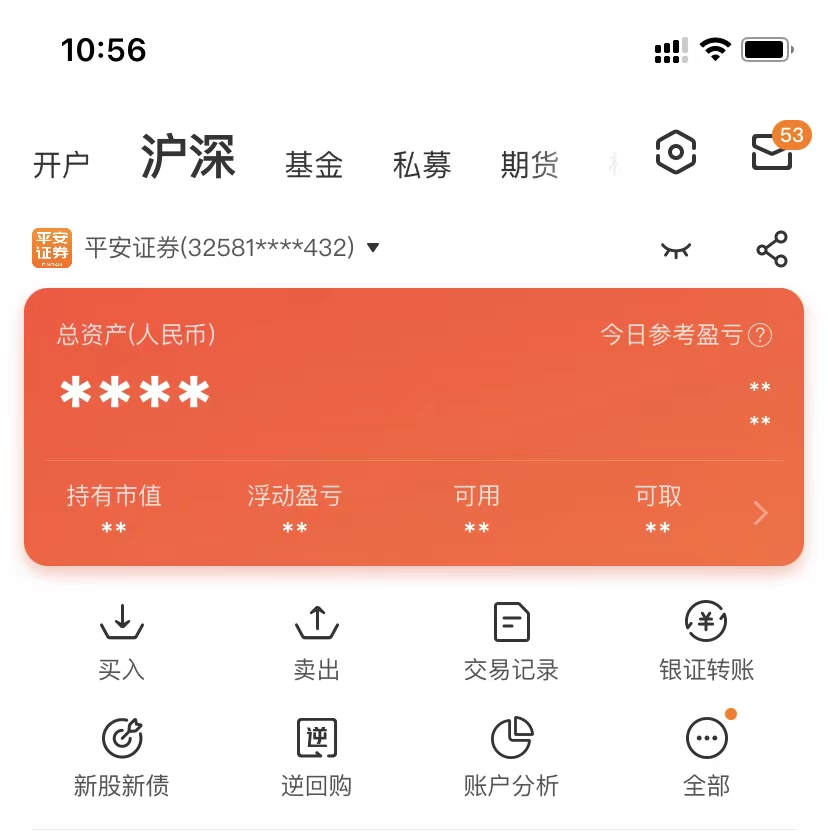 10:56
开户 沪深 基金 私募 期货
53
平安证券 平安证券(32581****432)
总资产(人民币) 今日参考盈亏?
****
**
**
持有市值 浮动盈亏 可用 可取
** ** ** **
买入 卖出 交易记录 银证转账
逆
新股新债 逆回购 账户分析 全部